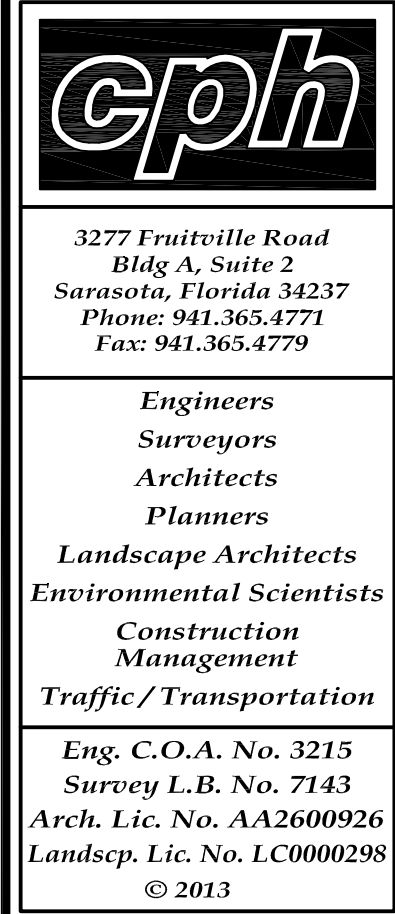 cph
3277 Fruitville Road
Bldg A, Suite 2
Sarasota, Florida 34237
Phone: 941.365.4771
Fax: 941.365.4779
Engineers
Surveyors
Architects
Planners
Landscape Architects
Environmental Scientists
Construction
Management
Traffic / Transportation
Eng. C.O.A. No. 3215
Survey L.B. No. 7143
Arch. Lic. No. AA2600926
Landscp. Lic. No. LC0000298
© 2013